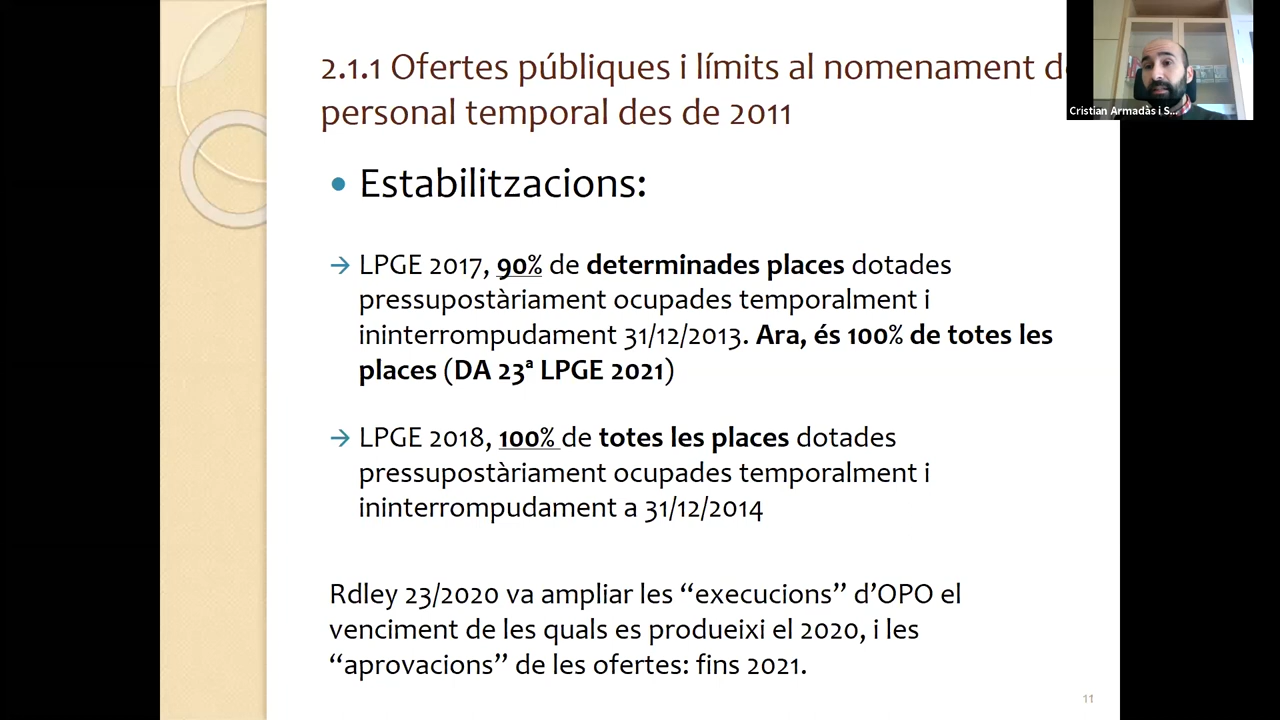 2.1.1 Ofertes públiques i límits al nomenament de
personal temporal des de 2011
Cristian Armadàs i S...
• Estabilitzacions:
→ LPGE 2017, 90% de determinades places dotades
pressupostàriament ocupades temporalment i
ininterrompudament 31/12/2013. Ara, és 100% de totes les
places (DA 23ª LPGE 2021)
→ LPGE 2018, 100% de totes les places dotades
pressupostàriament ocupades temporalment i
ininterrompudament a 31/12/2014
Rdley 23/2020 va ampliar les “execucions” d’OPO el
venciment de les quals es produeixi el 2020, i les
“aprovacions” de les ofertes: fins 2021.
11